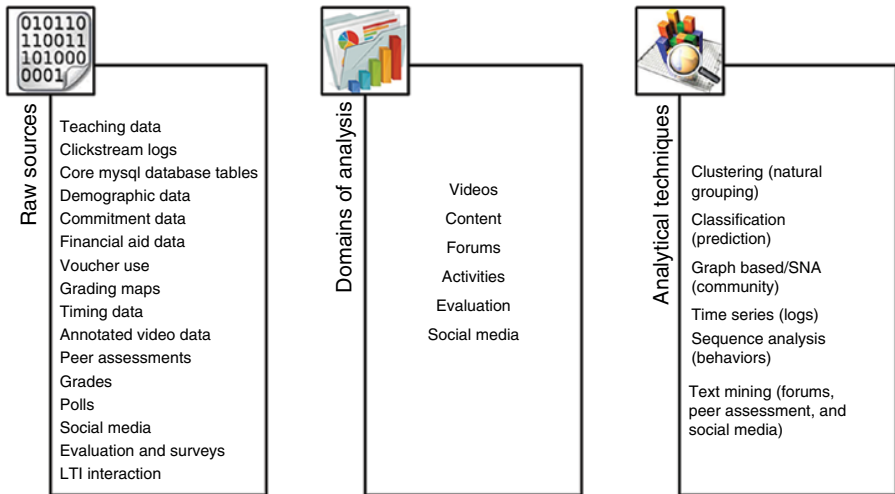 010110
110011
101000
0001
Raw sources
Teaching data
Clickstream logs
Core mysql database tables
Demographic data
Commitment data
Financial aid data
Voucher use
Grading maps
Timing data
Annotated video data
Peer assessments
Grades
Polls
Social media
Evaluation and surveys
LTI interaction
Domains of analysis
Videos
Content
Forums
Activities
Evaluation
Social media
Analytical techniques
Clustering (natural
grouping)
Classification
(prediction)
Graph based/SNA
(community)
Time series (logs)
Sequence analysis
(behaviors)
Text mining (forums,
peer assessment, and
social media)